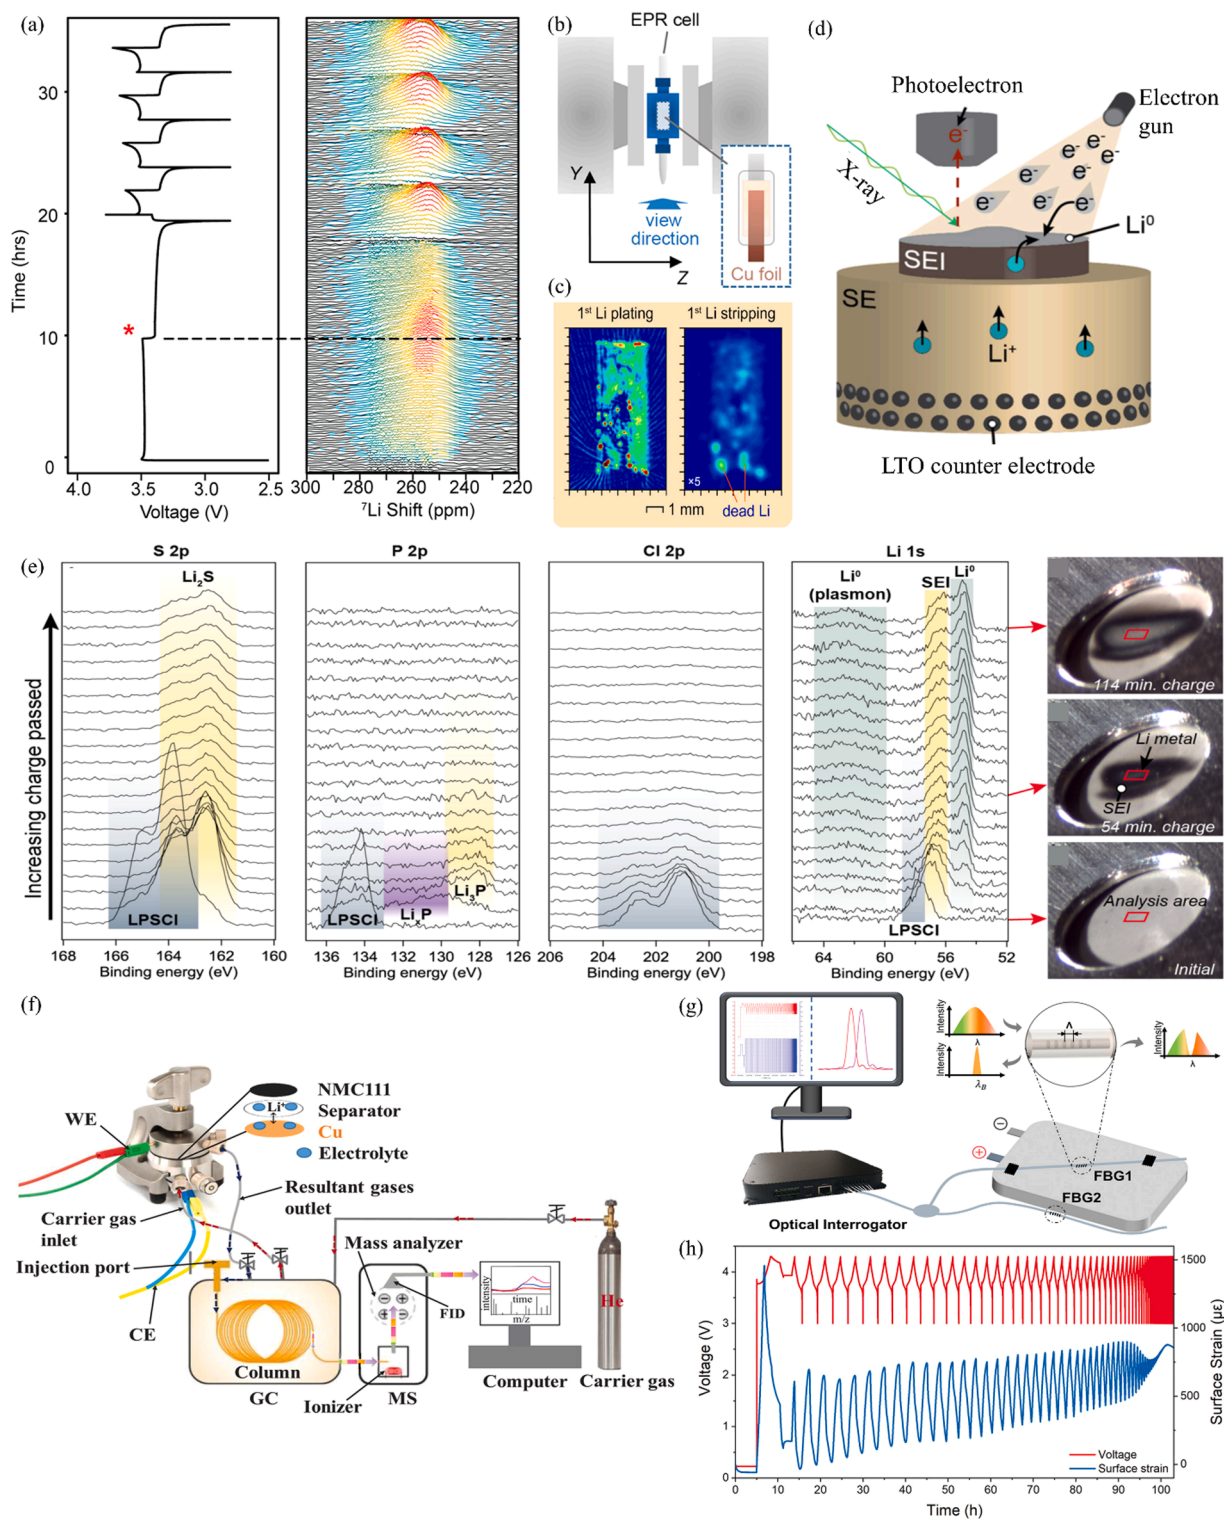 (a)
30
20
10
0
Time (hrs)
4.0 3.5 3.0 2.5
Voltage (V)
*
300 280 260 240 220
⁷Li Shift (ppm)
(b)
EPR cell
Y
Z
view
direction
Cu foil
(c)
1st Li plating
1st Li stripping
×5
dead Li
1 mm
(d)
Photoelectron
Electron
gun
X-ray
e-
e-
e-
e-
e-
e-
e-
e-
Li⁰
SEI
SE
Li⁺
LTO counter electrode
(e)
S 2p
P 2p
Cl 2p
Li 1s
Increasing charge passed
Li₂S
LPSCl
168 166 164 162 160
Binding energy (eV)
LPSCl
LiₓP
Li₃P
136 134 132 130 128 126
Binding energy (eV)
206 204 202 200 198
Binding energy (eV)
Li⁰
(plasmon)
SEI
Li⁰
LPSCl
64 60 56 52
Binding energy (eV)
114 min. charge
Li metal
SEI
54 min. charge
Analysis area
Initial
(f)
NMC111
Li⁺
Separator
Cu
Electrolyte
WE
Resultant gases
outlet
Carrier gas
inlet
Injection port
CE
Column
GC
Mass analyzer
FID
Ionizer
MS
intensity
time
m/z
Computer
He
Carrier gas
(g)
Intensity
λ
Intensity
λB
Λ
Intensity
λ
FBG1
FBG2
Optical Interrogator
(h)
Voltage (V)
4
3
2
1
0
1500
1000
500
0
Surface Strain (με)
Voltage
Surface strain
0 10 20 30 40 50 60 70 80 90 100
Time (h)